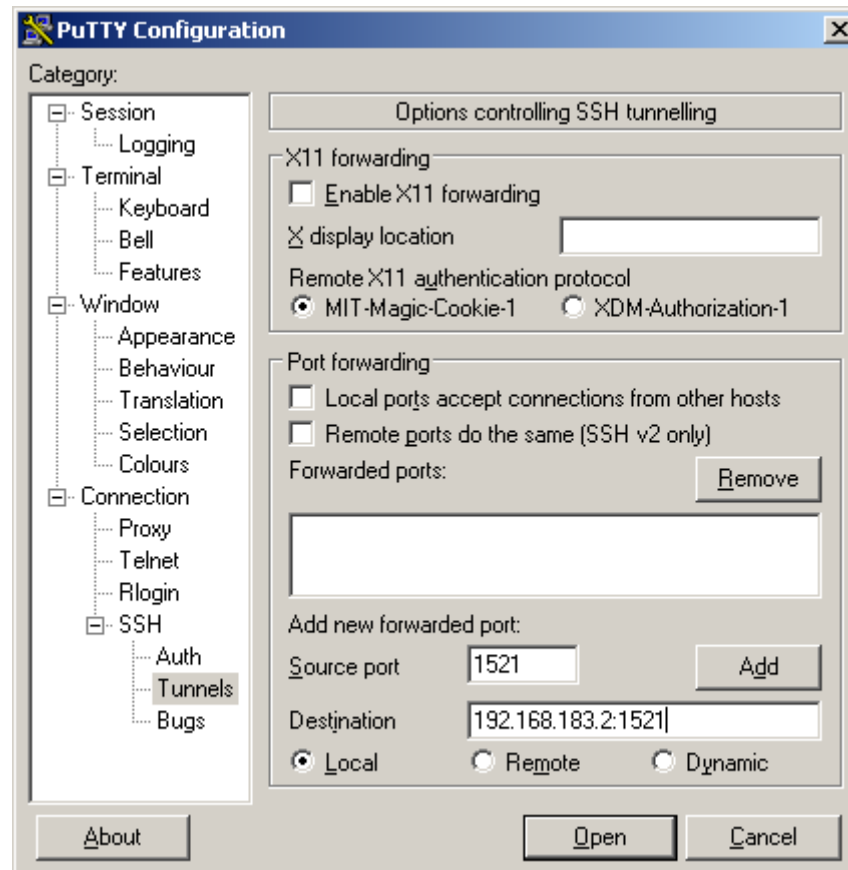 PuTTY Configuration
Category:
Session
Logging
Terminal
Keyboard
Bell
Features
Window
Appearance
Behaviour
Translation
Selection
Colours
Connection
Proxy
Telnet
Rlogin
SSH
Auth
Tunnels
Bugs
Options controlling SSH tunnelling
X11 forwarding
Enable X11 forwarding
X display location
Remote X11 authentication protocol
MIT-Magic-Cookie-1 XDM-Authorization-1
Port forwarding
Local ports accept connections from other hosts
Remote ports do the same (SSH v2 only)
Forwarded ports: Remove
Add new forwarded port:
Source port 1521 Add
Destination 192.168.183.2:1521
Local Remote Dynamic
About Open Cancel